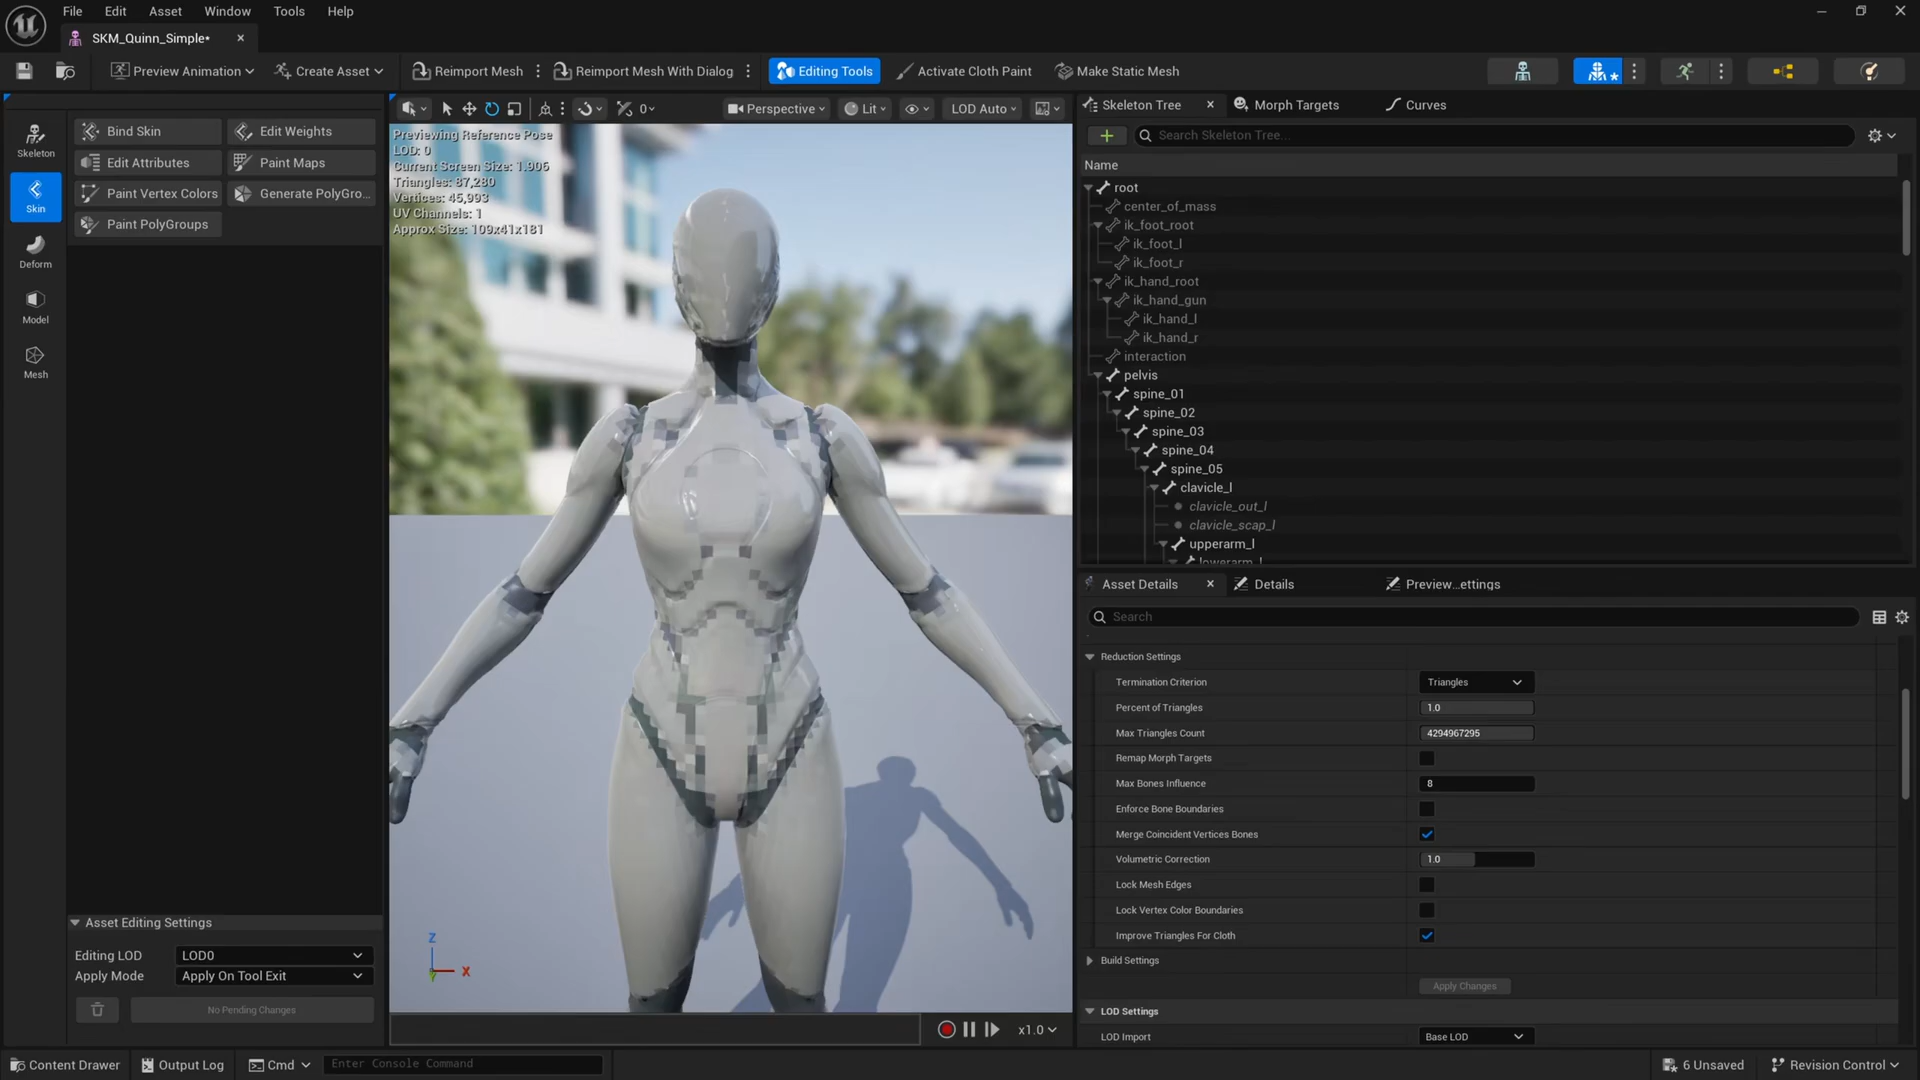 File Edit Asset Window Tools Help
SKM_Quinn_Simple*
Preview Animation Create Asset Reimport Mesh Reimport Mesh With Dialog Editing Tools Activate Cloth Paint Make Static Mesh
Skeleton
Skin
Deform
Model
Mesh
Bind Skin Edit Weights
Edit Attributes Paint Maps
Paint Vertex Colors Generate PolyGro...
Paint PolyGroups
Asset Editing Settings
Editing LOD LOD0
Apply Mode Apply On Tool Exit
No Pending Changes
0 Perspective Lit LOD Auto
Previewing Reference Pose
LOD: 0
Current Screen Size: 1.906
Triangles: 87,280
Vertices: 45,993
UV Channels: 1
Approx Size: 109x41x181
Z
X
Y
x1.0
Skeleton Tree Morph Targets Curves
Search Skeleton Tree...
Name
root
center_of_mass
ik_foot_root
ik_foot_l
ik_foot_r
ik_hand_root
ik_hand_gun
ik_hand_l
ik_hand_r
interaction
pelvis
spine_01
spine_02
spine_03
spine_04
spine_05
clavicle_l
clavicle_out_l
clavicle_scap_l
upperarm_l
lowerarm_l
Asset Details Details Preview...ettings
Search
Reduction Settings
Termination Criterion Triangles
Percent of Triangles 1.0
Max Triangles Count 4294967295
Remap Morph Targets
Max Bones Influence 8
Enforce Bone Boundaries
Merge Coincident Vertices Bones
Volumetric Correction 1.0
Lock Mesh Edges
Lock Vertex Color Boundaries
Improve Triangles For Cloth
Build Settings
Apply Changes
LOD Settings
LOD Import Base LOD
Content Drawer Output Log Cmd Enter Console Command 6 Unsaved Revision Control